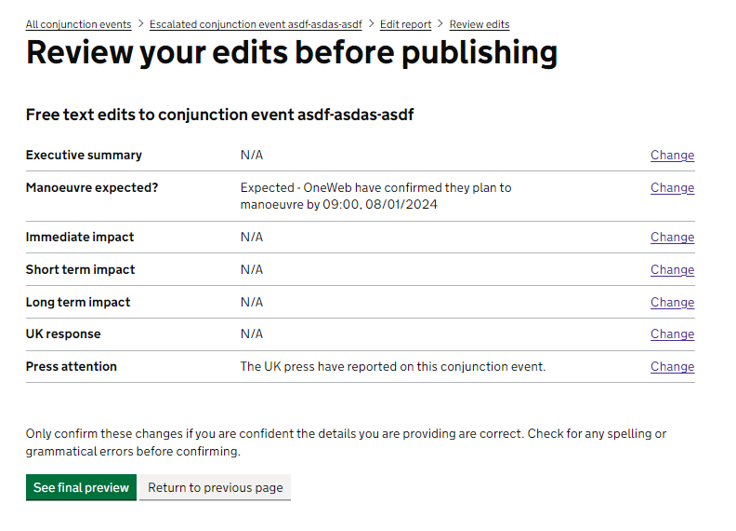 All conjunction events > Escalated conjunction event asdf-asdas-asdf > Edit report > Review edits
Review your edits before publishing
Free text edits to conjunction event asdf-asdas-asdf
Executive summary N/A Change
Manoeuvre expected? Expected - OneWeb have confirmed they plan to Change
manoeuvre by 09:00, 08/01/2024
Immediate impact N/A Change
Short term impact N/A Change
Long term impact N/A Change
UK response N/A Change
Press attention The UK press have reported on this conjunction event. Change
Only confirm these changes if you are confident the details you are providing are correct. Check for any spelling or
grammatical errors before confirming.
See final preview Return to previous page